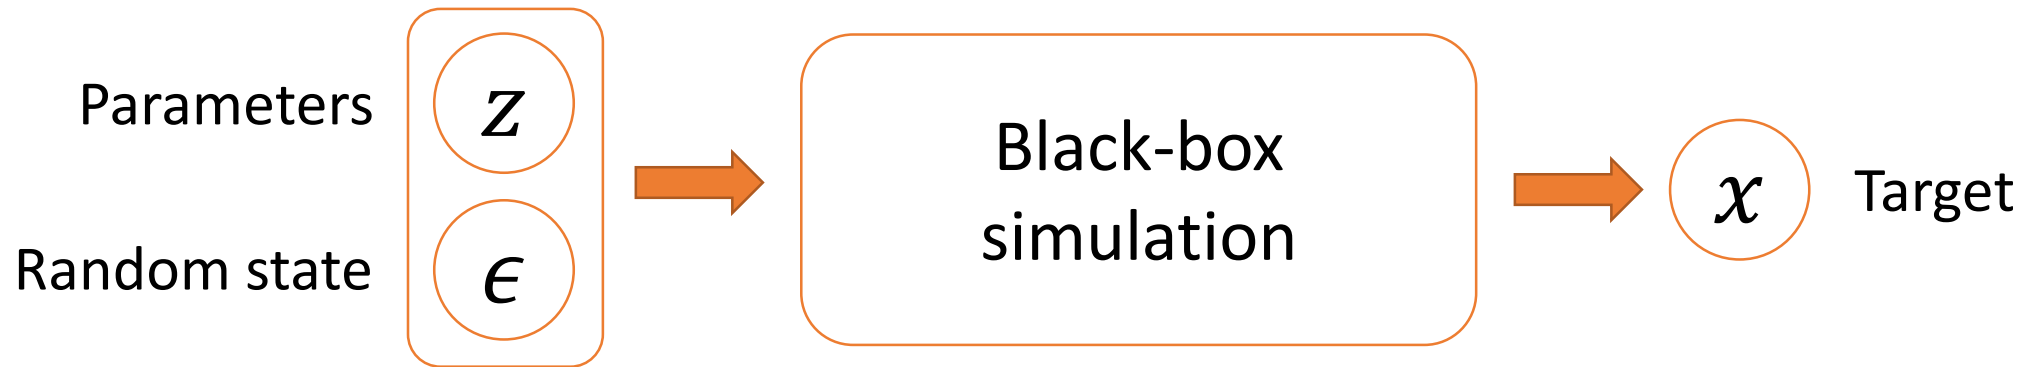 Parameters
z
Random state
ϵ
Black-box
simulation
x
Target